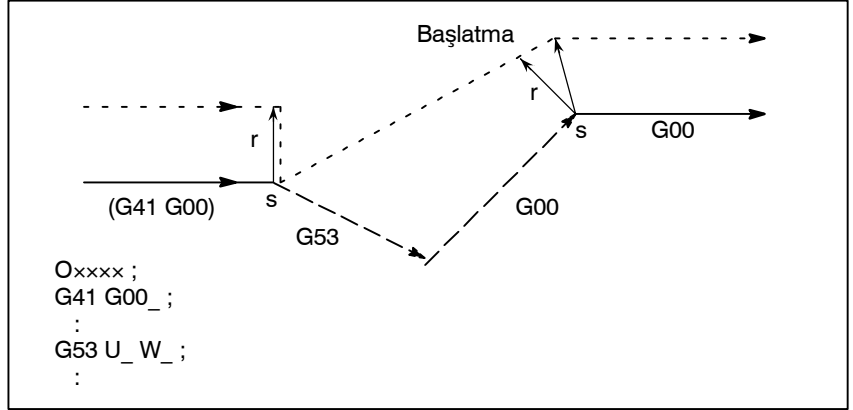 Başlatma
r
r
s
G00
(G41 G00)
s
G00
G53
O×××× ;
G41 G00_ ;
:
G53 U_ W_ ;
: